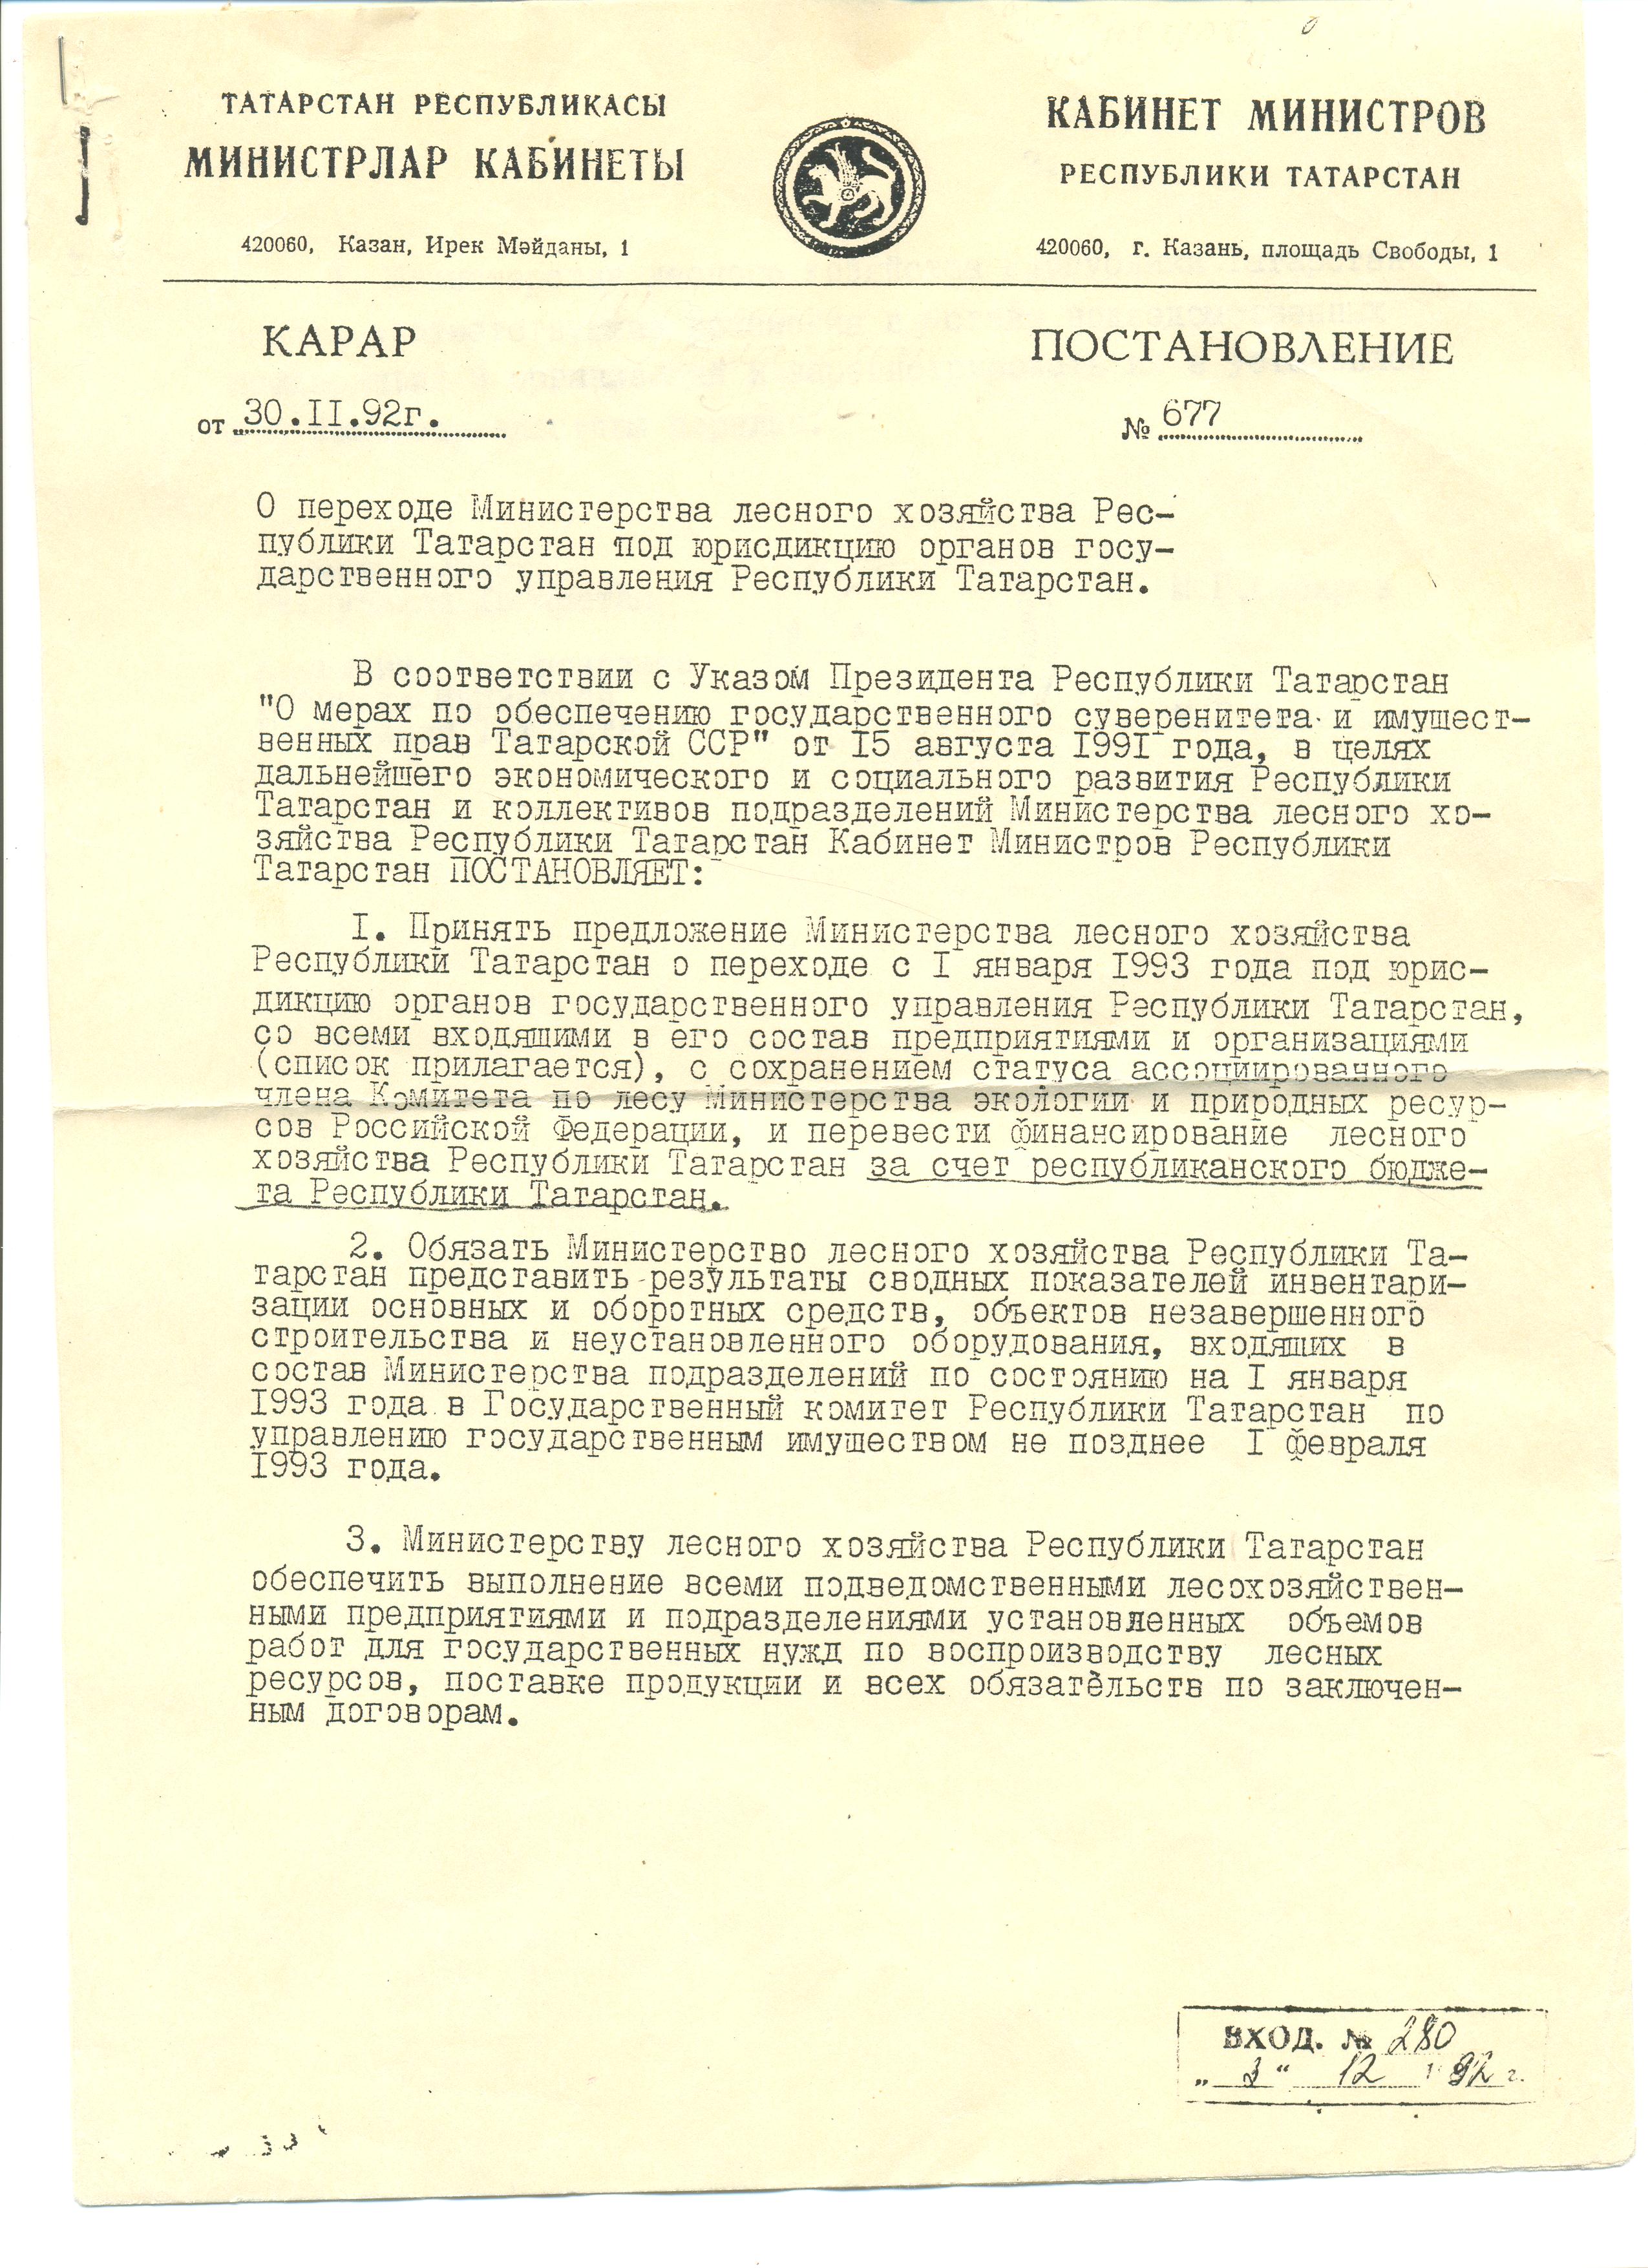 ТАТАРСТАН РЕСПУБЛИКАСЫ
МИНИСТРЛАР КАБИНЕТЫ
420060, Казан, Ирек Мәйданы, 1
КАБИНЕТ МИНИСТРОВ
РЕСПУБЛИКИ ТАТАРСТАН
420060, г. Казань, площадь Свободы, 1
КАРАР
ПОСТАНОВЛЕНИЕ
от 30.II.92г.
№ 677
О переходе Министерства лесного хозяйства Рес-
публики Татарстан под юрисдикцию органов госу-
дарственного управления Республики Татарстан.
В соответствии с Указом Президента Республики Татарстан
"О мерах по обеспечению государственного суверенитета и имущест-
венных прав Татарской ССР" от I5 августа I99I года, в целях
дальнейшего экономического и социального развития Республики
Татарстан и коллективов подразделений Министерства лесного хо-
зяйства Республики Татарстан Кабинет Министров Республики
Татарстан ПОСТАНОВЛЯЕТ:
I. Принять предложение Министерства лесного хозяйства
Республики Татарстан о переходе с I января I993 года под юрис-
дикцию органов государственного управления Республики Татарстан,
со всеми входящими в его состав предприятиями и организациями
(список прилагается), с сохранением статуса ассоциированного
члена Комитета по лесу Министерства экологии и природных ресур-
сов Российской Федерации, и перевести финансирование лесного
хозяйства Республики Татарстан за счет республиканского бюдже-
та Республики Татарстан.
2. Обязать Министерство лесного хозяйства Республики Та-
тарстан представить результаты сводных показателей инвентари-
зации основных и оборотных средств, объектов незавершенного
строительства и неустановленного оборудования, входящих в
состав Министерства подразделений по состоянию на I января
I993 года в Государственный комитет Республики Татарстан по
управлению государственным имуществом не позднее I февраля
I993 года.
3. Министерству лесного хозяйства Республики Татарстан
обеспечить выполнение всеми подведомственными лесохозяйствен-
ными предприятиями и подразделениями установленных объемов
работ для государственных нужд по воспроизводству лесных
ресурсов, поставке продукции и всех обязательств по заключен-
ным договорам.
ВХОД. № 280
„ 3 “ 12 1992 г.